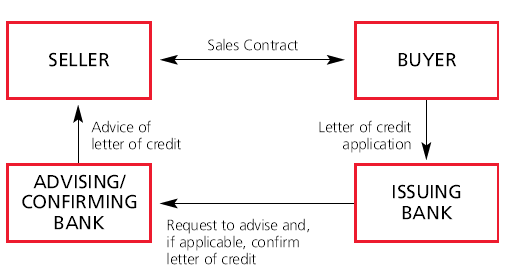 SELLER
Sales Contract
BUYER
Advice of
letter of credit
Letter of credit
application
ADVISING/
CONFIRMING
BANK
ISSUING
BANK
Request to advise and,
if applicable, confirm
letter of credit